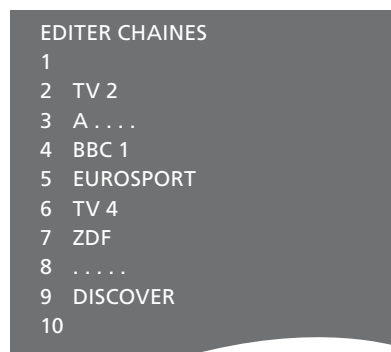 EDITER CHAINES
1
2 TV 2
3 A . . . .
4 BBC 1
5 EUROSPORT
6 TV 4
7 ZDF
8 . . . . .
9 DISCOVER
10